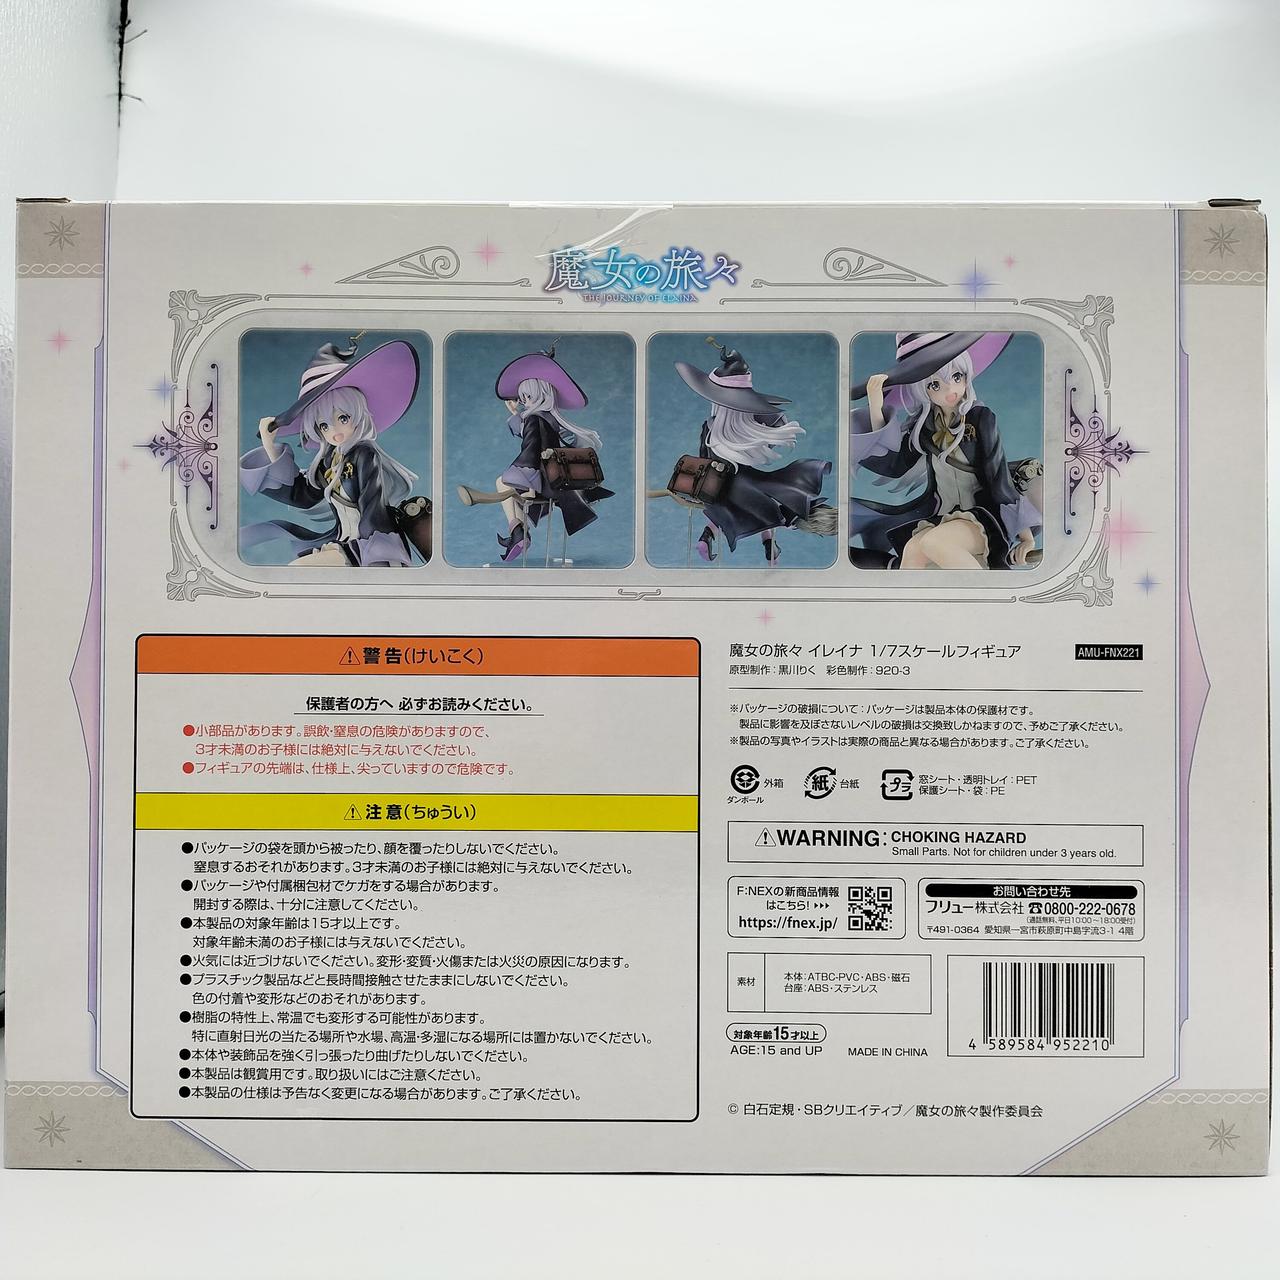 魔女の旅々
THE JOURNEY OF ELAINA
⚠警告(けいこく)
保護者の方へ 必ずお読みください。
●小部品があります。誤飲・窒息の危険がありますので、
3才未満のお子様には絶対に与えないでください。
●フィギュアの先端は、仕様上、尖っていますので危険です。
⚠注意(ちゅうい)
●パッケージの袋を頭から被ったり、顔を覆ったりしないでください。
窒息するおそれがあります。3才未満のお子様には絶対に与えないでください。
●パッケージや付属梱包材でケガをする場合があります。
開封する際は、十分に注意してください。
●本製品の対象年齢は15才以上です。
対象年齢未満のお子様には与えないでください。
●火気には近づけないでください。変形・変質・火傷または火災の原因になります。
●プラスチック製品などと長時間接触させたままにしないでください。
色の付着や変形などのおそれがあります。
●樹脂の特性上、常温でも変形する可能性があります。
特に直射日光の当たる場所や水場、高温・多湿になる場所には置かないでください。
●本体や装飾品を強く引っ張ったり曲げたりしないでください。
●本製品は観賞用です。取り扱いにはご注意ください。
●本製品の仕様は予告なく変更になる場合があります。ご了承ください。
魔女の旅々 イレイナ 1/7スケールフィギュア
AMU-FNX221
原型制作：黒川りく 彩色制作：920-3
※パッケージの破損について：パッケージは製品本体の保護材です。
製品に影響を及ぼさないレベルの破損は交換致しかねますので、予めご了承ください。
※製品の写真やイラストは実際の商品と異なる場合があります。ご了承ください。
外箱
ダンボール
紙
台紙
プラ
窓シート・透明トレイ：PET
保護シート・袋：PE
⚠WARNING: CHOKING HAZARD
Small Parts. Not for children under 3 years old.
F:NEXの新商品情報
はこちら！
https://fnex.jp/
お問い合わせ先
フリュー株式会社 ☎0800-222-0678
(通話無料、平日10:00〜18:00受付)
〒491-0364 愛知県一宮市萩原町中島字流3-1 4階
素材
本体：ATBC-PVC・ABS・磁石
台座：ABS・ステンレス
対象年齢15才以上
AGE:15 and UP
MADE IN CHINA
4 589584 952210
© 白石定規・SBクリエイティブ／魔女の旅々製作委員会